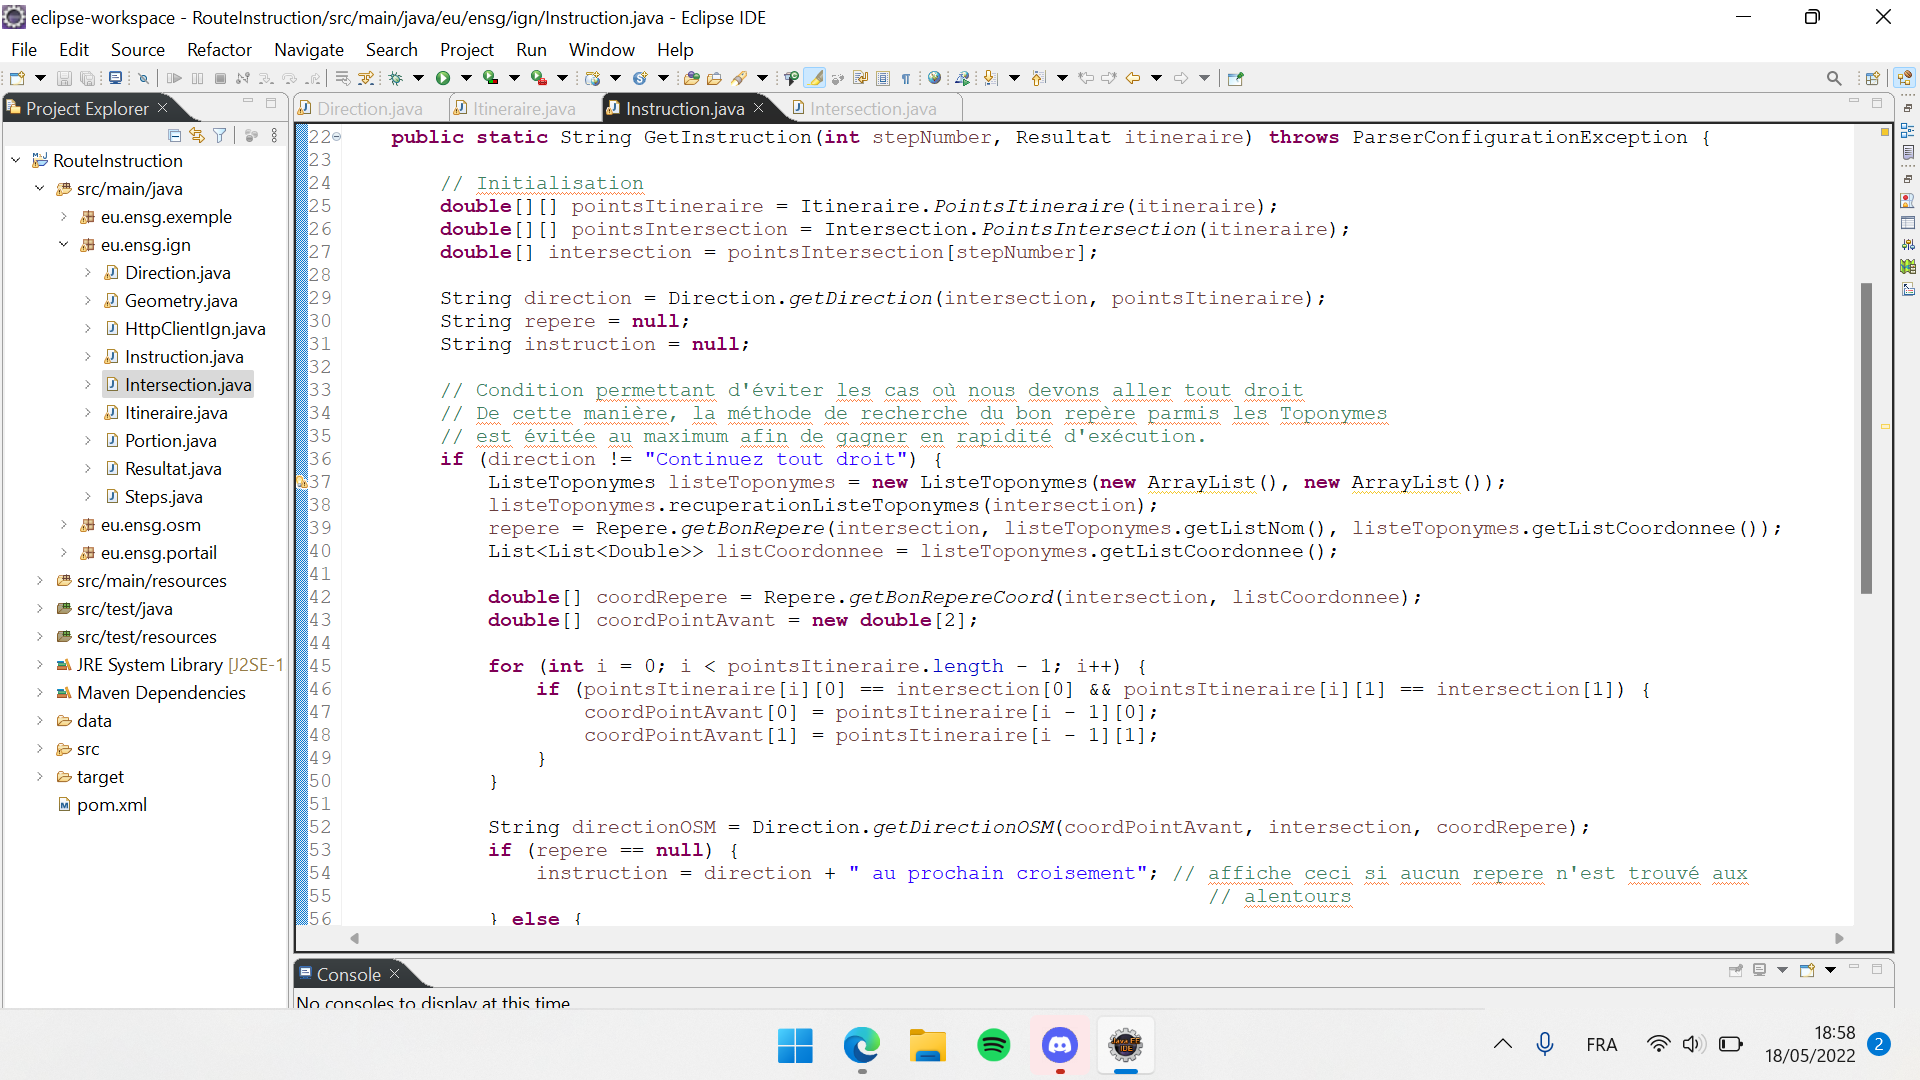 eclipse-workspace - RouteInstruction/src/main/java/eu/ensg/ign/Instruction.java - Eclipse IDE
File Edit Source Refactor Navigate Search Project Run Window Help
Project Explorer
Direction.java Itineraire.java Instruction.java Intersection.java
RouteInstruction
src/main/java
eu.ensg.exemple
eu.ensg.ign
Direction.java
Geometry.java
HttpClientIgn.java
Instruction.java
Intersection.java
Itineraire.java
Portion.java
Resultat.java
Steps.java
eu.ensg.osm
eu.ensg.portail
src/main/resources
src/test/java
src/test/resources
JRE System Library [J2SE-1
Maven Dependencies
data
src
target
pom.xml
22 public static String GetInstruction(int stepNumber, Resultat itineraire) throws ParserConfigurationException {
23
24 // Initialisation
25 double[][] pointsItineraire = Itineraire.PointsItineraire(itineraire);
26 double[][] pointsIntersection = Intersection.PointsIntersection(itineraire);
27 double[] intersection = pointsIntersection[stepNumber];
28
29 String direction = Direction.getDirection(intersection, pointsItineraire);
30 String repere = null;
31 String instruction = null;
32
33 // Condition permettant d'éviter les cas où nous devons aller tout droit
34 // De cette manière, la méthode de recherche du bon repère parmis les Toponymes
35 // est évitée au maximum afin de gagner en rapidité d'exécution.
36 if (direction != "Continuez tout droit") {
37 ListeToponymes listeToponymes = new ListeToponymes(new ArrayList(), new ArrayList());
38 listeToponymes.recuperationListeToponymes(intersection);
39 repere = Repere.getBonRepere(intersection, listeToponymes.getListNom(), listeToponymes.getListCoordonnee());
40 List<List<Double>> listCoordonnee = listeToponymes.getListCoordonnee();
41
42 double[] coordRepere = Repere.getBonRepereCoord(intersection, listCoordonnee);
43 double[] coordPointAvant = new double[2];
44
45 for (int i = 0; i < pointsItineraire.length - 1; i++) {
46 if (pointsItineraire[i][0] == intersection[0] && pointsItineraire[i][1] == intersection[1]) {
47 coordPointAvant[0] = pointsItineraire[i - 1][0];
48 coordPointAvant[1] = pointsItineraire[i - 1][1];
49 }
50 }
51
52 String directionOSM = Direction.getDirectionOSM(coordPointAvant, intersection, coordRepere);
53 if (repere == null) {
54 instruction = direction + " au prochain croisement"; // affiche ceci si aucun repere n'est trouvé aux
55 // alentours
56 } else {
Console
No consoles to display at this time.
FRA
18:58
18/05/2022
2